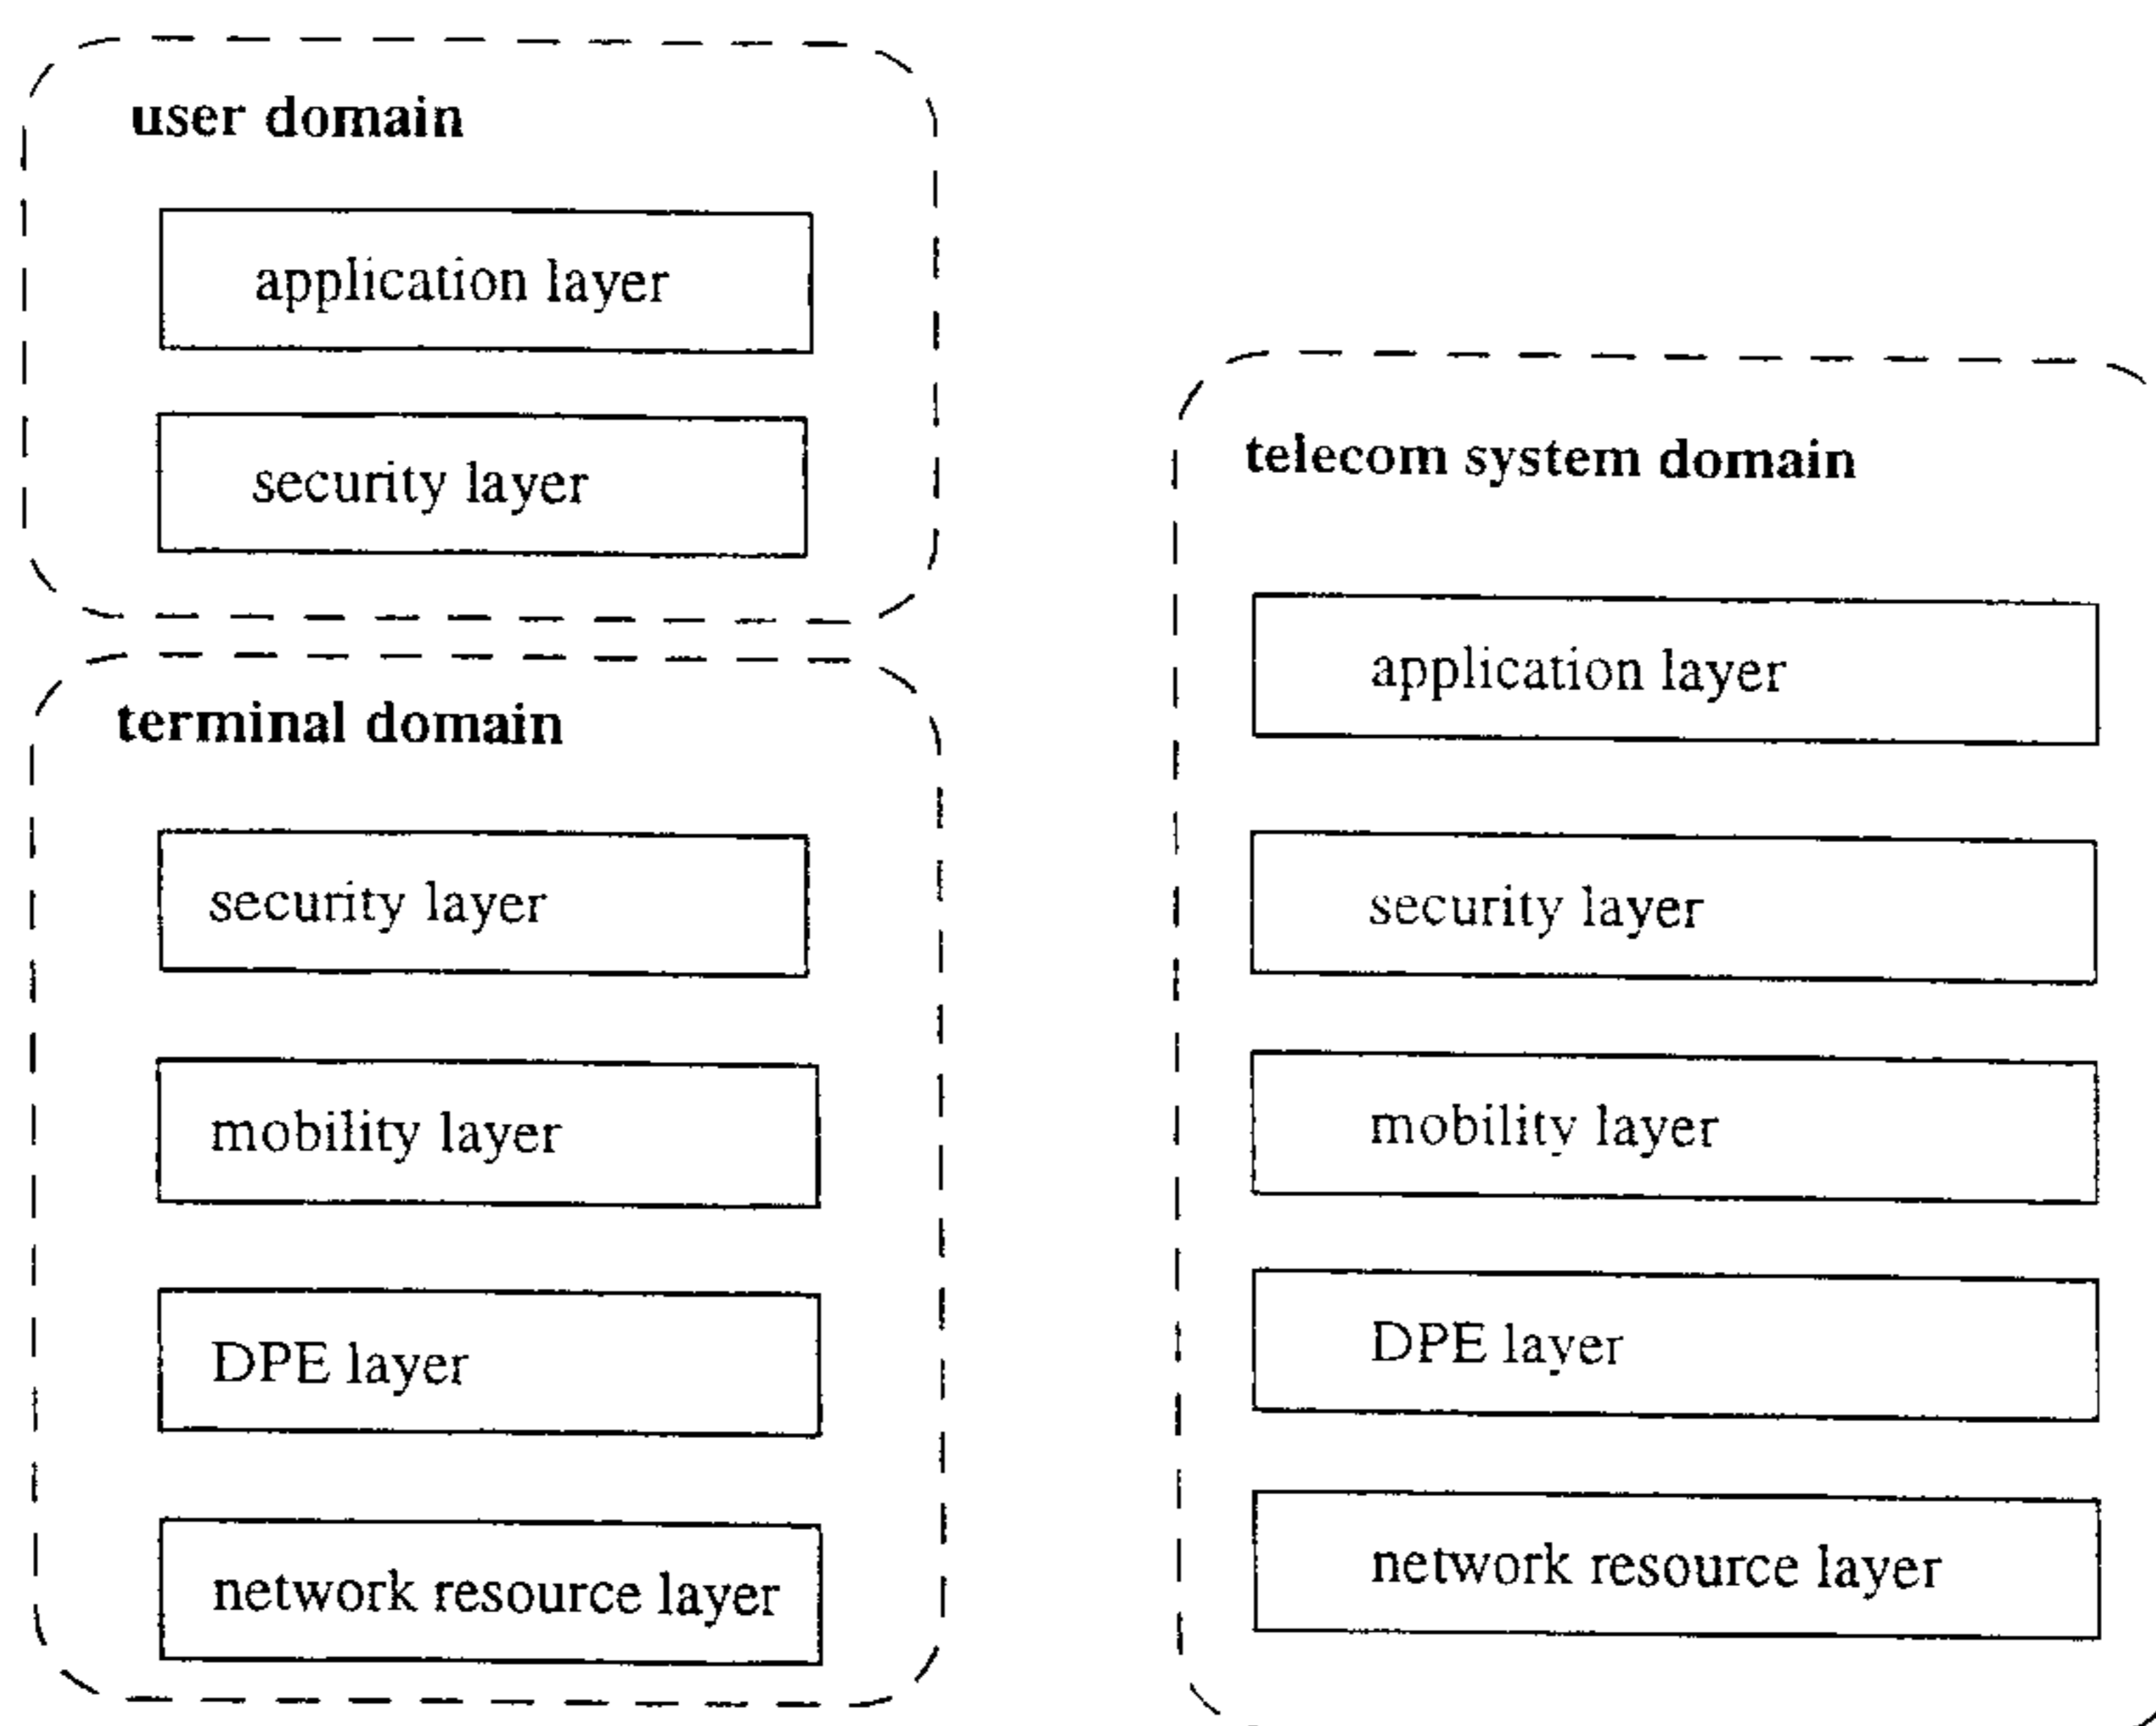 user domain
application layer
security layer
terminal domain
security layer
mobility layer
DPE layer
network resource layer
telecom system domain
application layer
security layer
mobility layer
DPE layer
network resource layer